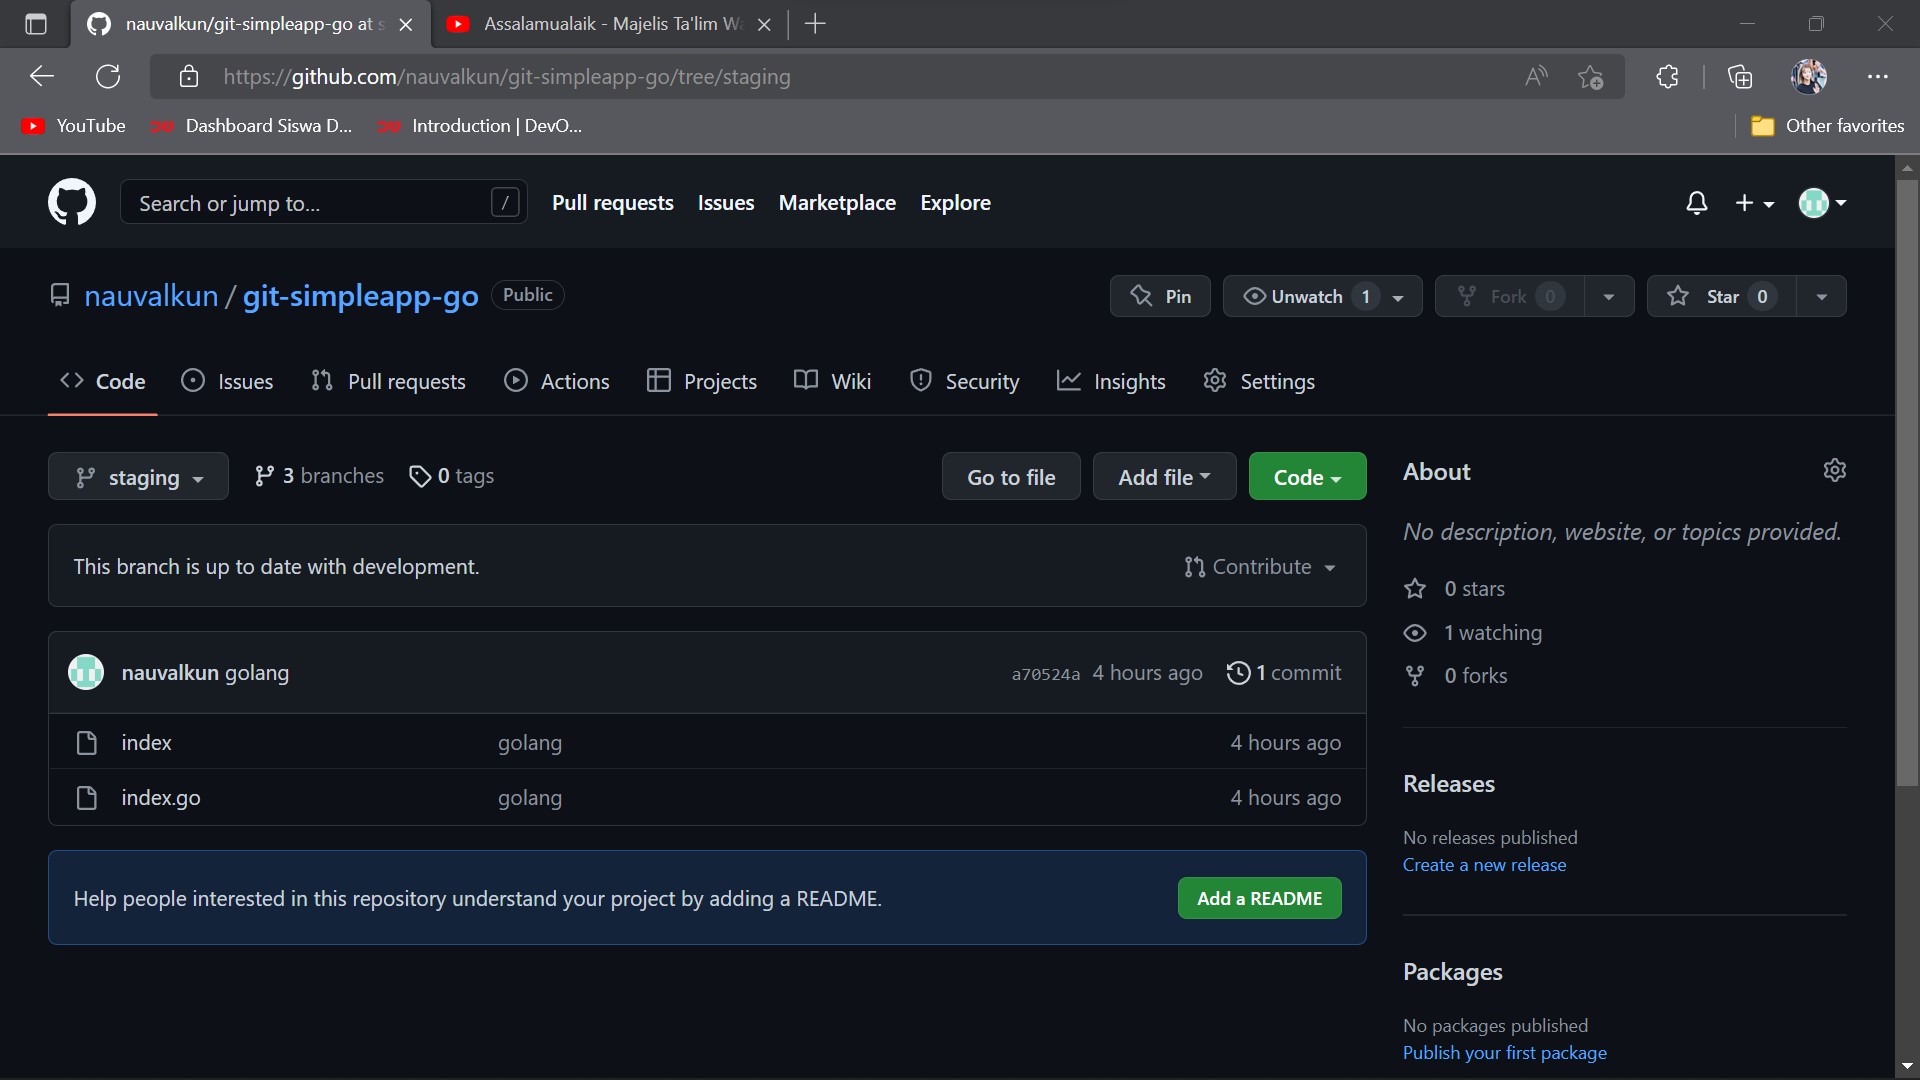 nauvalkun/git-simpleapp-go at s
Assalamualaik - Majelis Ta'lim Wa
https://github.com/nauvalkun/git-simpleapp-go/tree/staging
YouTube
Dashboard Siswa D...
Introduction | DevO...
Other favorites
Search or jump to... /
Pull requests Issues Marketplace Explore
nauvalkun / git-simpleapp-go Public
Pin
Unwatch 1
Fork 0
Star 0
Code Issues Pull requests Actions Projects Wiki Security Insights Settings
staging 3 branches 0 tags
Go to file Add file Code
This branch is up to date with development.
Contribute
nauvalkun golang
a70524a 4 hours ago 1 commit
index golang 4 hours ago
index.go golang 4 hours ago
Help people interested in this repository understand your project by adding a README.
Add a README
About
No description, website, or topics provided.
0 stars
1 watching
0 forks
Releases
No releases published
Create a new release
Packages
No packages published
Publish your first package